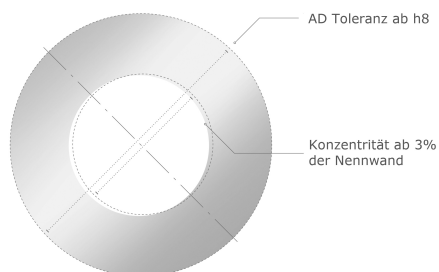 AD Toleranz ab h8
Konzentrität ab 3%
der Nennwand